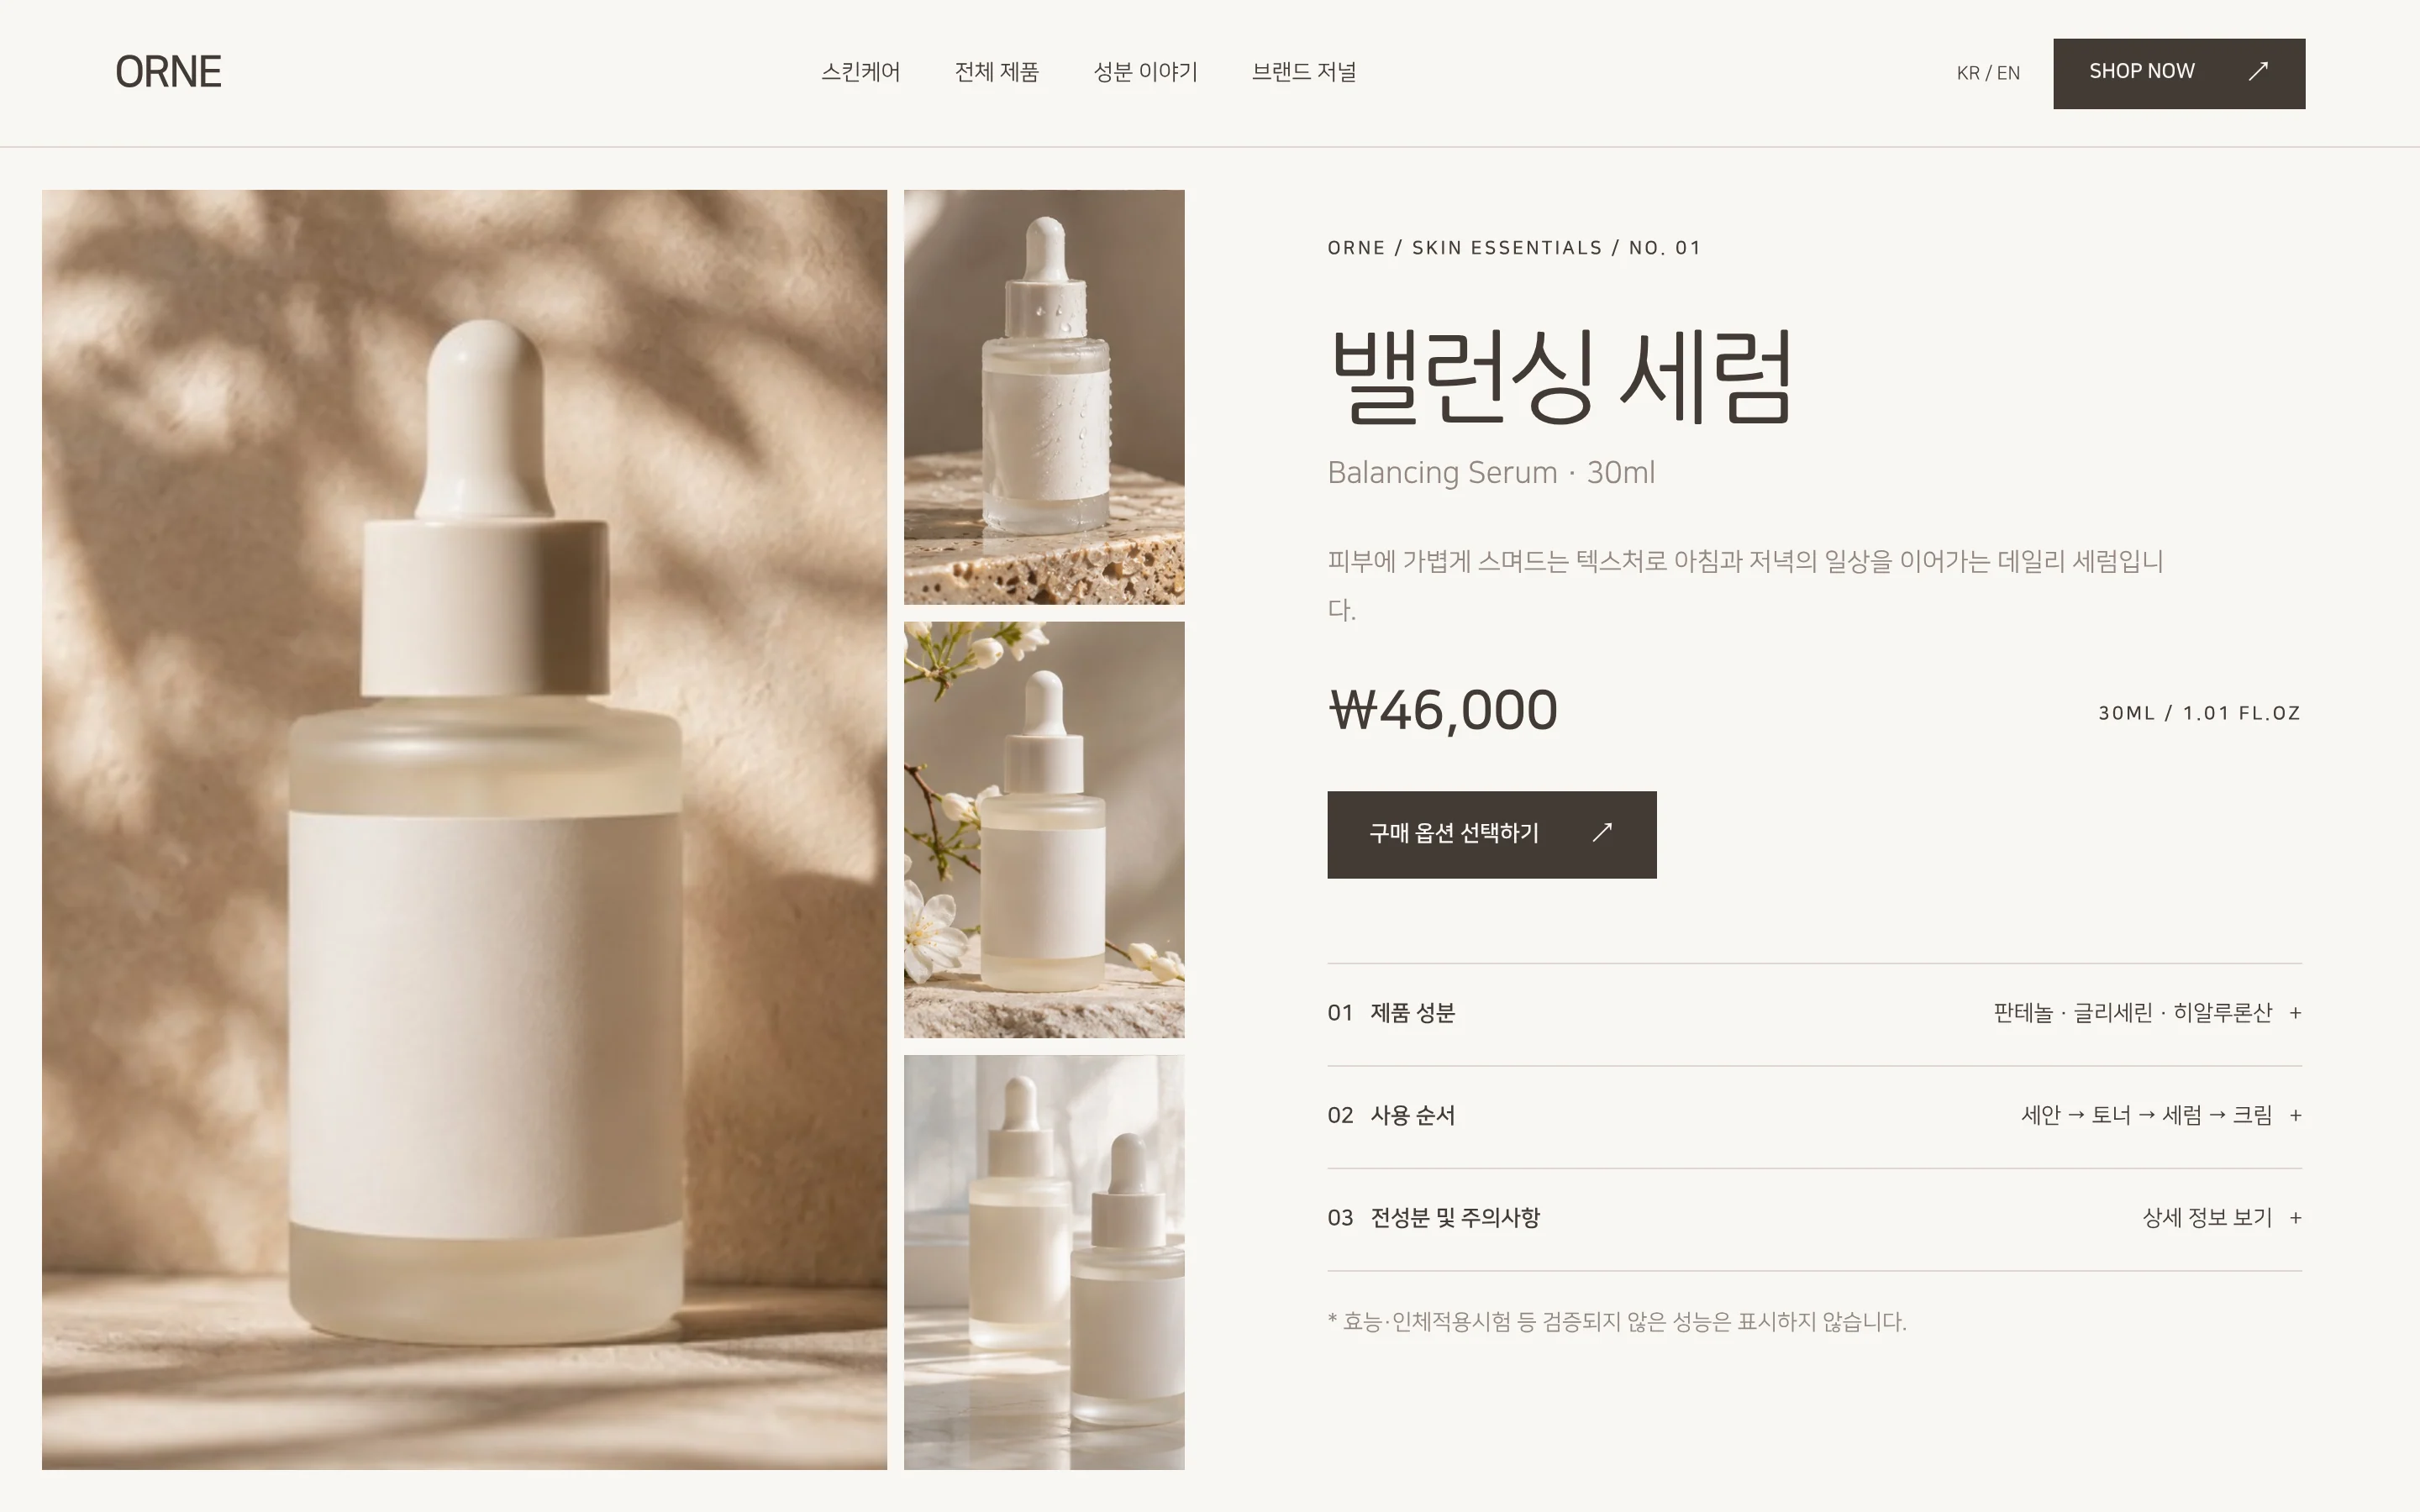 ORNE
스킨케어 전체 제품 성분 이야기 브랜드 저널
KR / EN
SHOP NOW ↗
ORNE / SKIN ESSENTIALS / NO. 01
밸런싱 세럼
Balancing Serum · 30ml
피부에 가볍게 스며드는 텍스처로 아침과 저녁의 일상을 이어가는 데일리 세럼입니
다.
₩46,000
30ML / 1.01 FL.OZ
구매 옵션 선택하기 ↗
01 제품 성분 판테놀 · 글리세린 · 히알루론산 +
02 사용 순서 세안 → 토너 → 세럼 → 크림 +
03 전성분 및 주의사항 상세 정보 보기 +
* 효능·인체적용시험 등 검증되지 않은 성능은 표시하지 않습니다.